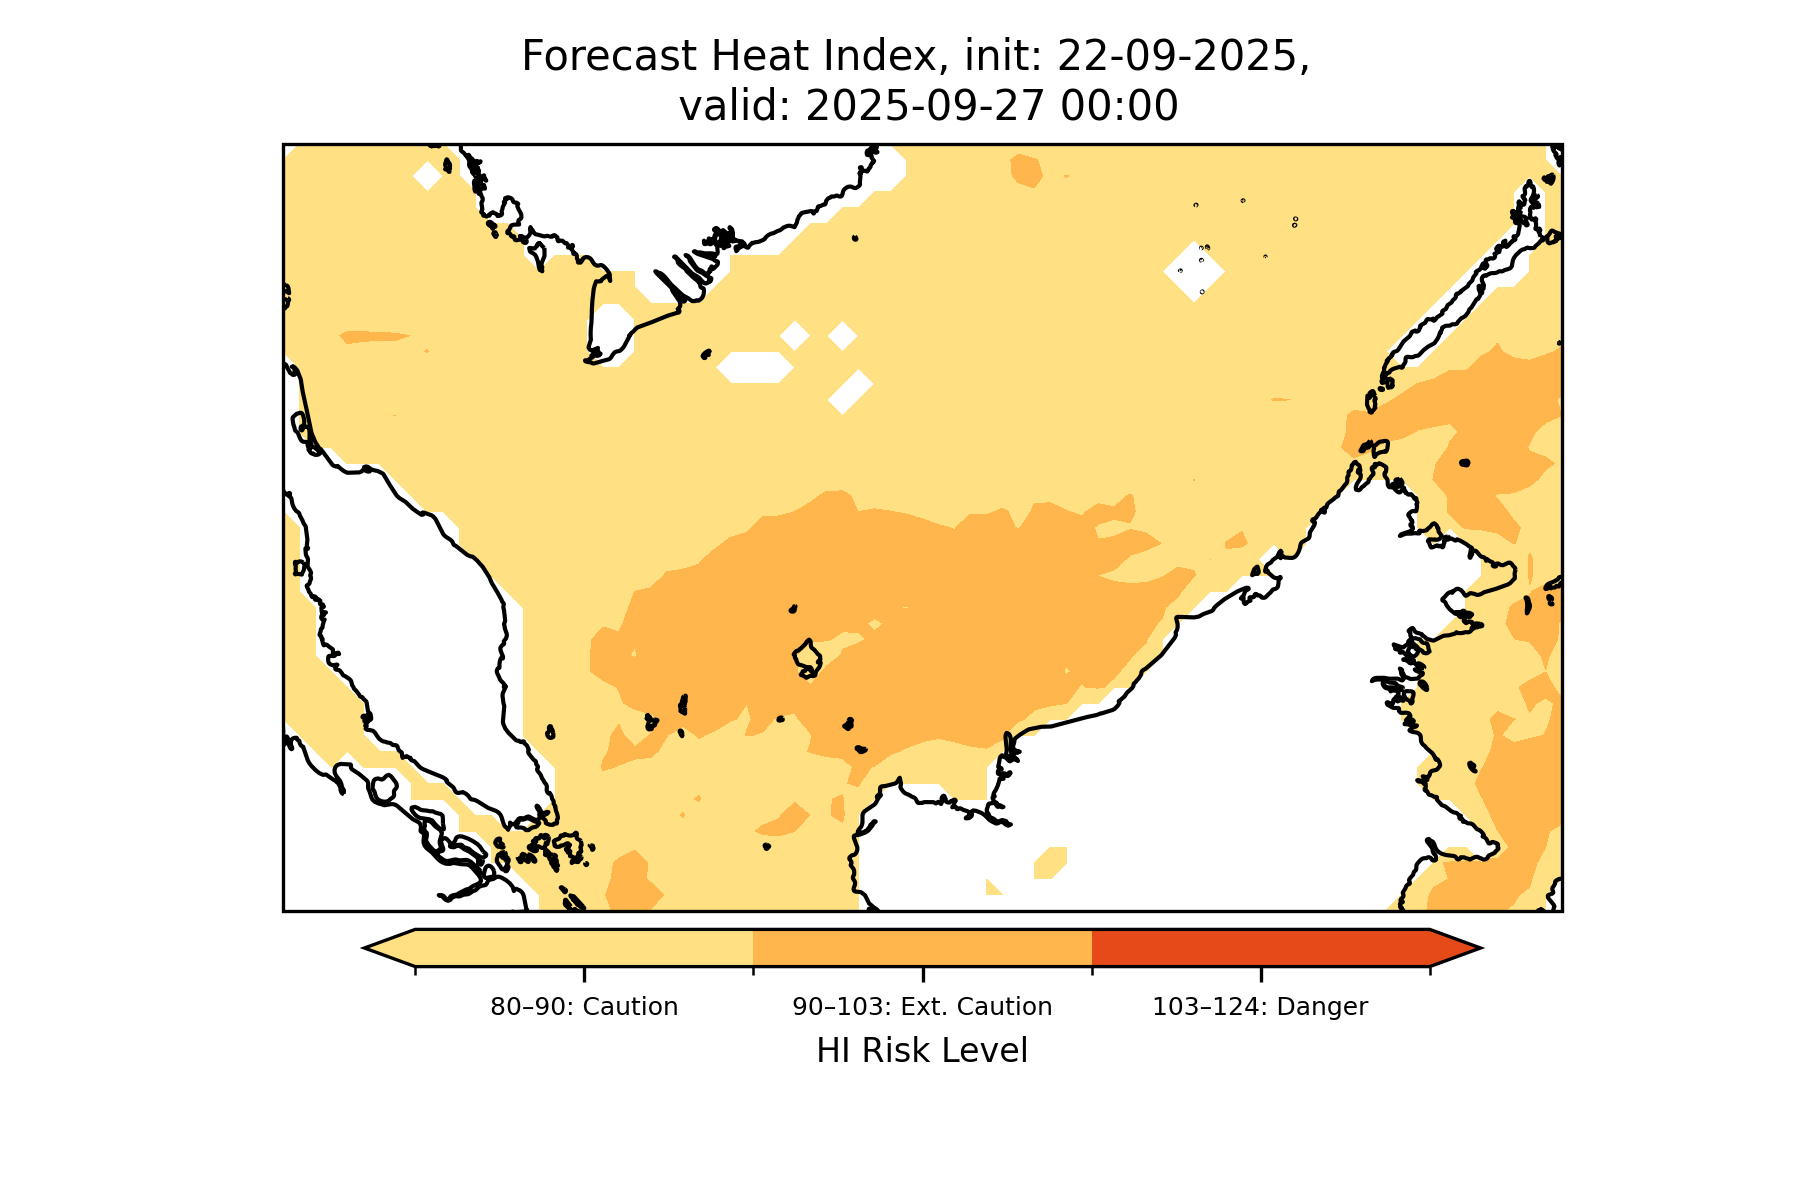 Forecast Heat Index, init: 22-09-2025,
valid: 2025-09-27 00:00
80–90: Caution
90–103: Ext. Caution
103–124: Danger
HI Risk Level